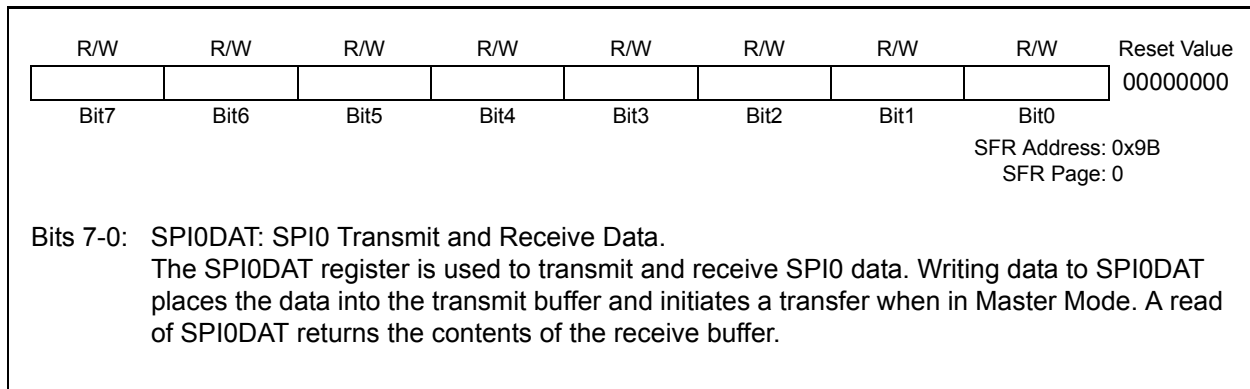 R/W R/W R/W R/W R/W R/W R/W R/W Reset Value
00000000
Bit7 Bit6 Bit5 Bit4 Bit3 Bit2 Bit1 Bit0
SFR Address: 0x9B
SFR Page: 0
Bits 7-0: SPI0DAT: SPI0 Transmit and Receive Data.
The SPI0DAT register is used to transmit and receive SPI0 data. Writing data to SPI0DAT
places the data into the transmit buffer and initiates a transfer when in Master Mode. A read
of SPI0DAT returns the contents of the receive buffer.